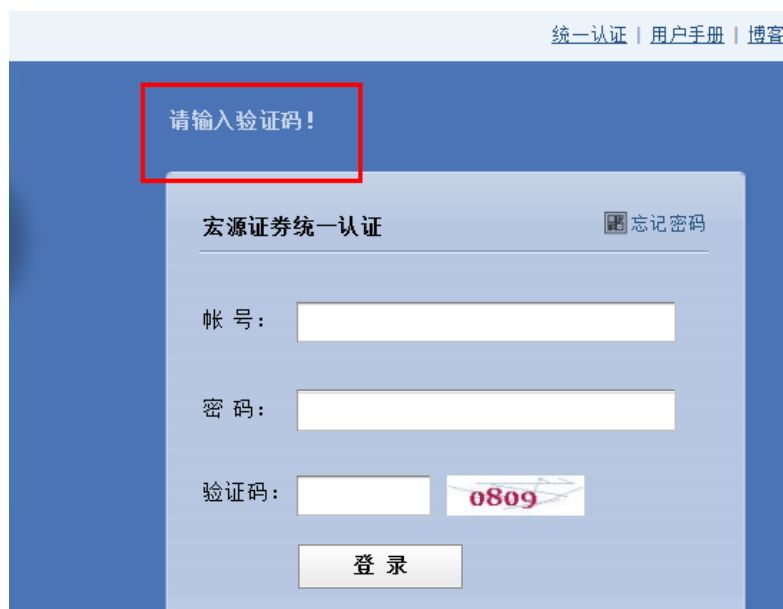 统一认证 | 用户手册 | 博客
请输入验证码!
宏源证券统一认证 忘记密码
帐 号:
密 码:
验证码: 0809
登 录